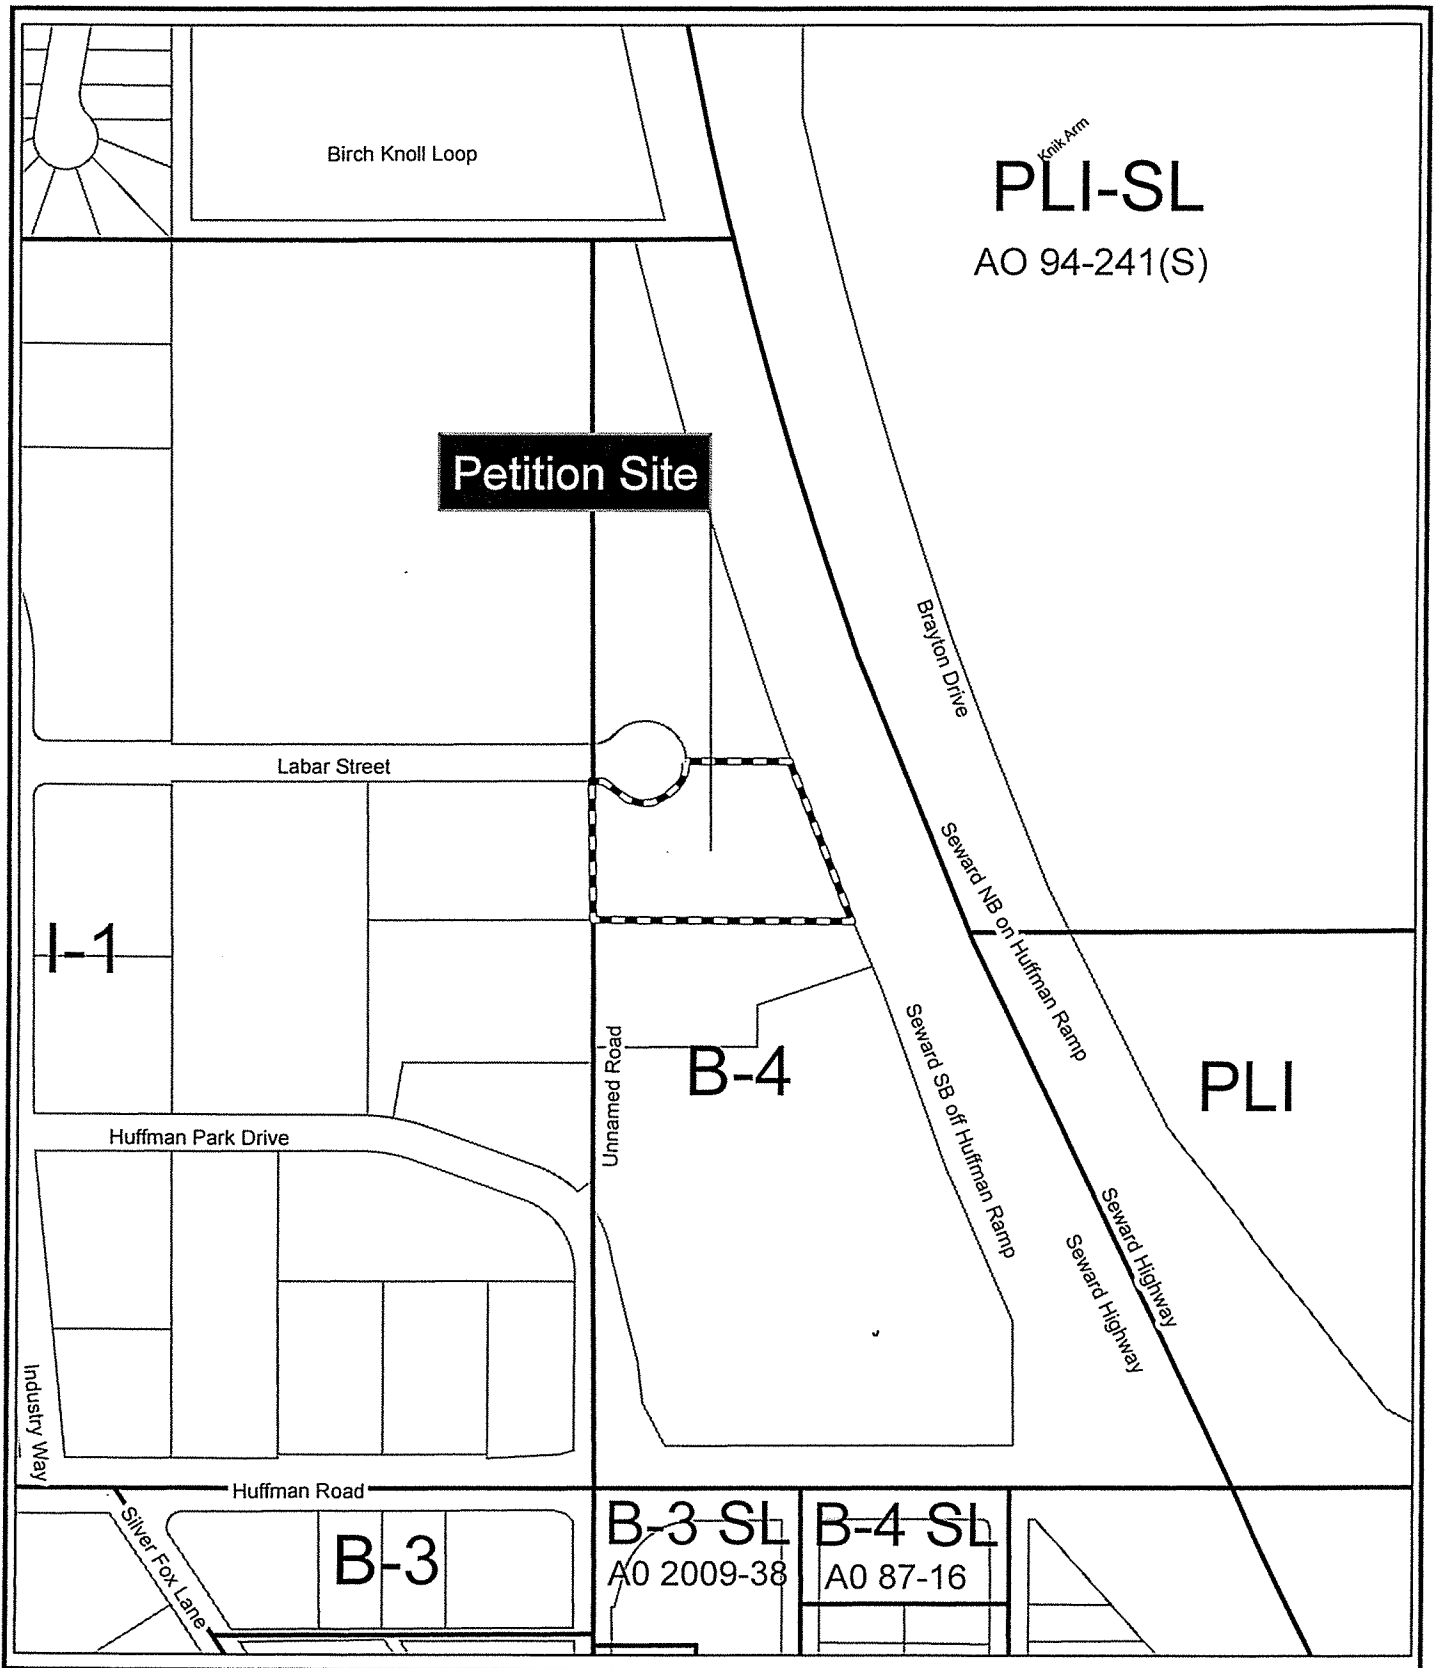 Birch Knoll Loop
Knik Arm
PLI-SL
AO 94-241(S)
Petition Site
Brayton Drive
Labar Street
Seward NB on Huffman Ramp
I-1
Seward SB off Huffman Ramp
Unnamed Road
B-4
PLI
Huffman Park Drive
Seward Highway
Seward Highway
Industry Way
Huffman Road
Silver Fox Lane
B-3
B-3 SL
A0 2009-38
B-4 SL
A0 87-16